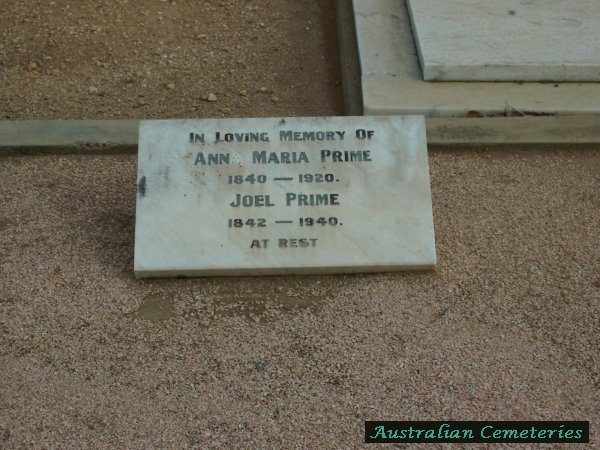 In Loving Memory Of
Ann Maria Prime
1840 — 1920.
Joel Prime
1842 — 1940.
At Rest
Australian Cemeteries